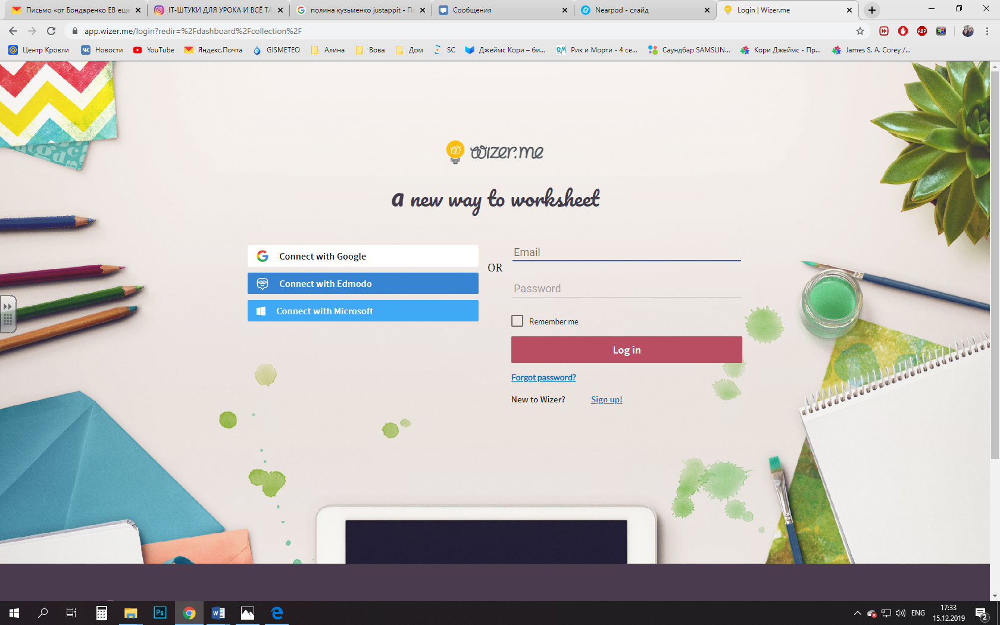 Письмо «от Бондаренко ЕВ еще
IT-ШТУКИ ДЛЯ УРОКА И ВСЁ ТА
полина кузьменко justappit - По
Сообщения
Nearpod - слайд
Login | Wizer.me
app.wizer.me/login?redir=%2Fdashboard%2Fcollection%2F
ABP
Центр Кровли
Новости
YouTube
Яндекс.Почта
GISMETEO
Алина
Вова
Дом
SC
Джеймс Кори – би...
Рик и Морти - 4 се...
Саундбар SAMSUN...
Кори Джеймс - Пр...
James S. A. Corey /...
wizer.me
a new way to worksheet
Connect with Google
Connect with Edmodo
Connect with Microsoft
OR
Email
Password
Remember me
Log in
Forgot password?
New to Wizer? Sign up!
Ps
ENG
17:33
15.12.2019
2